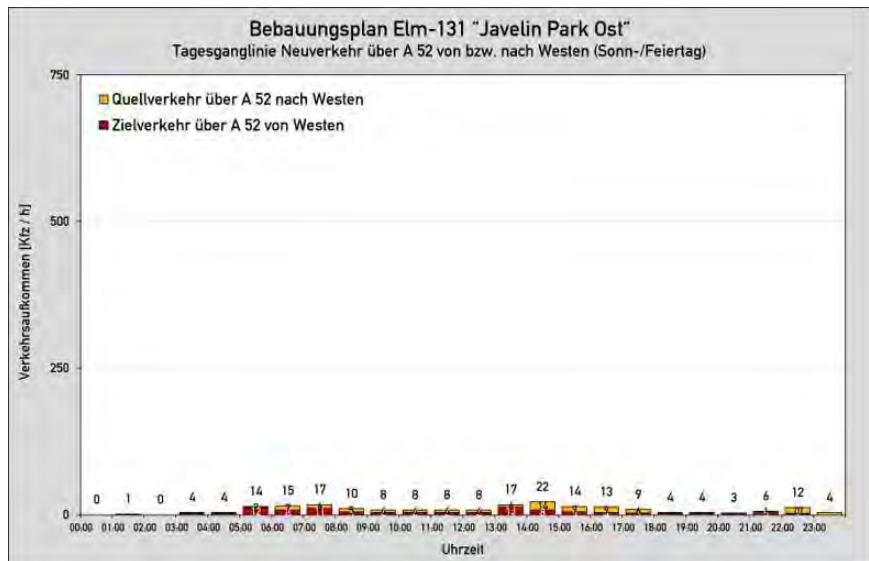 Bebauungsplan Elm-131 "Javelin Park Ost"
Tagesganglinie Neuverkehr über A 52 von bzw. nach Westen (Sonn-/Feiertag)
750
Quellverkehr über A 52 nach Westen
Zielverkehr über A 52 von Westen
500
250
0
Verkehrsaufkommen [Kfz / h]
0 1 0 4 4 14 15 17 10 8 8 8 8 17 22 14 13 9 4 4 3 6 12 4
00:00 01:00 02:00 03:00 04:00 05:00 06:00 07:00 08:00 09:00 10:00 11:00 12:00 13:00 14:00 15:00 16:00 17:00 18:00 19:00 20:00 21:00 22:00 23:00
Uhrzeit